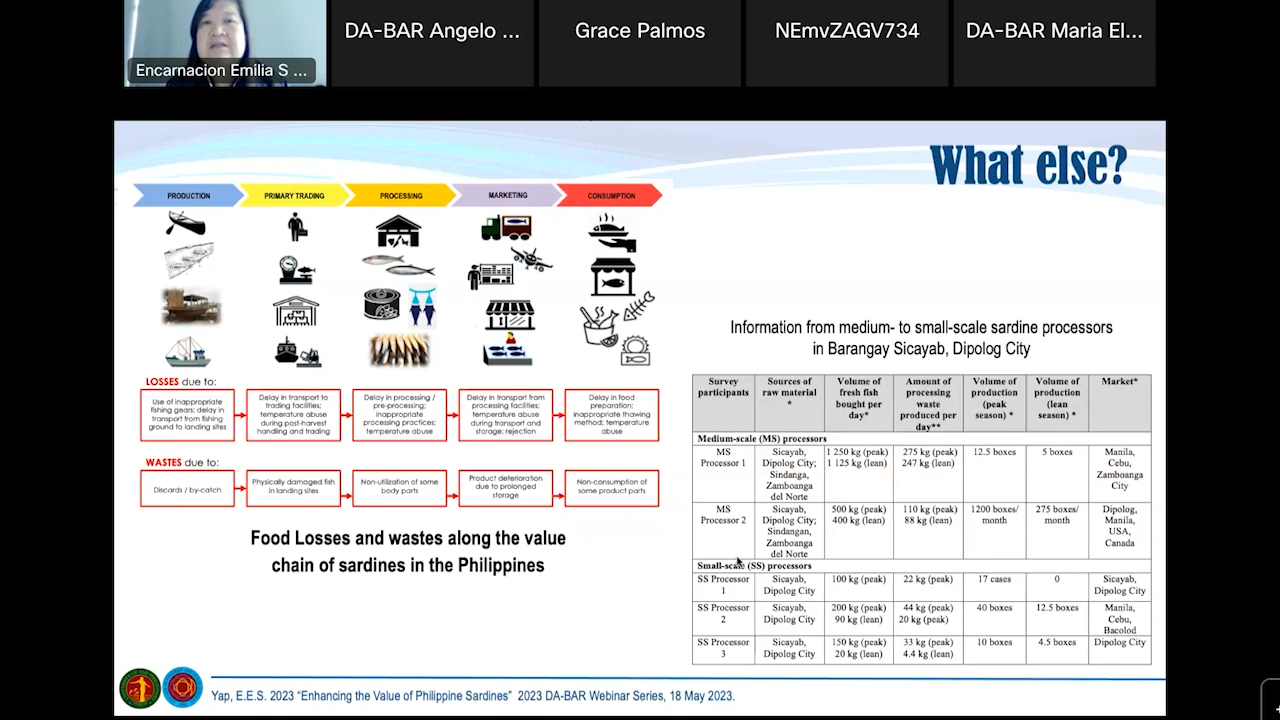 Encarnacion Emilia S ...
DA-BAR Angelo ...
Grace Palmos
NEmvZAGV734
DA-BAR Maria El...
What else?
PRODUCTION
PRIMARY TRADING
PROCESSING
MARKETING
CONSUMPTION
LOSSES due to:
Use of inappropriate
fishing gears; delay in
transport from fishing
ground to landing sites
Delay in transport to
trading facilities;
temperature abuse
during post-harvest
handling and trading
Delay in processing /
pre-processing;
inappropriate
processing practices;
temperature abuse
Delay in transport from
processing facilities;
temperature abuse
during transport and
storage; rejection
Delay in food
preparation;
inappropriate thawing
method; temperature
abuse
WASTES due to:
Discards / by-catch
Physically damaged fish
in landing sites
Non-utilization of some
body parts
Product deterioration
due to prolonged
storage
Non-consumption of
some product parts
Food Losses and wastes along the value
chain of sardines in the Philippines
Information from medium- to small-scale sardine processors
in Barangay Sicayab, Dipolog City
Survey
participants
Sources of
raw material
*
Volume of
fresh fish
bought per
day*
Amount of
processing
waste
produced per
day**
Volume of
production
(peak
season) *
Volume of
production
(lean
season) *
Market*
Medium-scale (MS) processors
MS
Processor 1
Sicayab,
Dipolog City;
Sindanga,
Zamboanga
del Norte
1 250 kg (peak)
1 125 kg (lean)
275 kg (peak)
247 kg (lean)
12.5 boxes
5 boxes
Manila,
Cebu,
Zamboanga
City
MS
Processor 2
Sicayab,
Dipolog City;
Sindangan,
Zamboanga
del Norte
500 kg (peak)
400 kg (lean)
110 kg (peak)
88 kg (lean)
1200 boxes/
month
275 boxes/
month
Dipolog,
Manila,
USA,
Canada
Small-scale (SS) processors
SS Processor
1
Sicayab,
Dipolog City
100 kg (peak)
22 kg (peak)
17 cases
0
Sicayab,
Dipolog City
SS Processor
2
Sicayab,
Dipolog City
200 kg (peak)
90 kg (lean)
44 kg (peak)
20 kg (peak)
40 boxes
12.5 boxes
Manila,
Cebu,
Bacolod
SS Processor
3
Sicayab,
Dipolog City
150 kg (peak)
20 kg (lean)
33 kg (peak)
4.4 kg (lean)
10 boxes
4.5 boxes
Dipolog City
Yap, E.E.S. 2023 "Enhancing the Value of Philippine Sardines" 2023 DA-BAR Webinar Series, 18 May 2023.